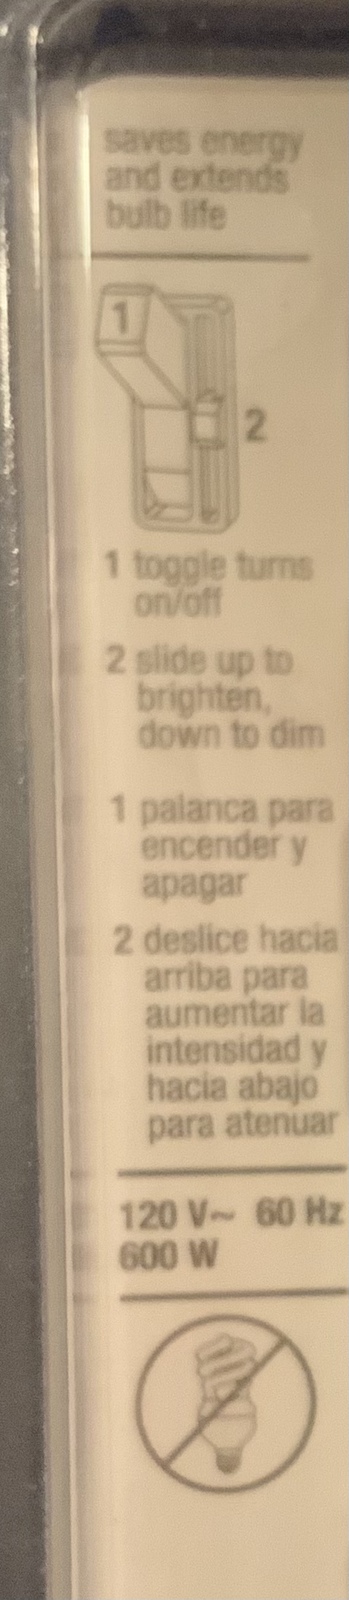 saves energy
and extends
bulb life
1
2
1 toggle turns
on/off
2 slide up to
brighten,
down to dim
1 palanca para
encender y
apagar
2 deslice hacia
arriba para
aumentar la
intensidad y
hacia abajo
para atenuar
120 V~ 60 Hz
600 W